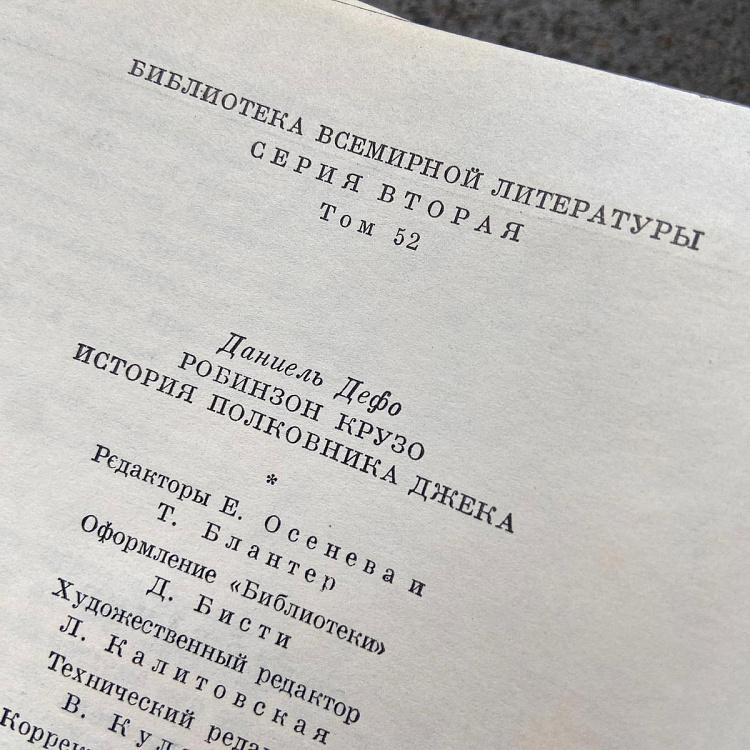 БИБЛИОТЕКА ВСЕМИРНОЙ ЛИТЕРАТУРЫ
СЕРИЯ ВТОРАЯ
Том 52
Даниель Дефо
РОБИНЗОН КРУЗО
ИСТОРИЯ ПОЛКОВНИКА ДЖЕКА
*
Редакторы Е. Осенева и
Т. Блантер
Оформление «Библиотеки»
Д. Бисти
Художественный редактор
Л. Калитовская
Технический
В.